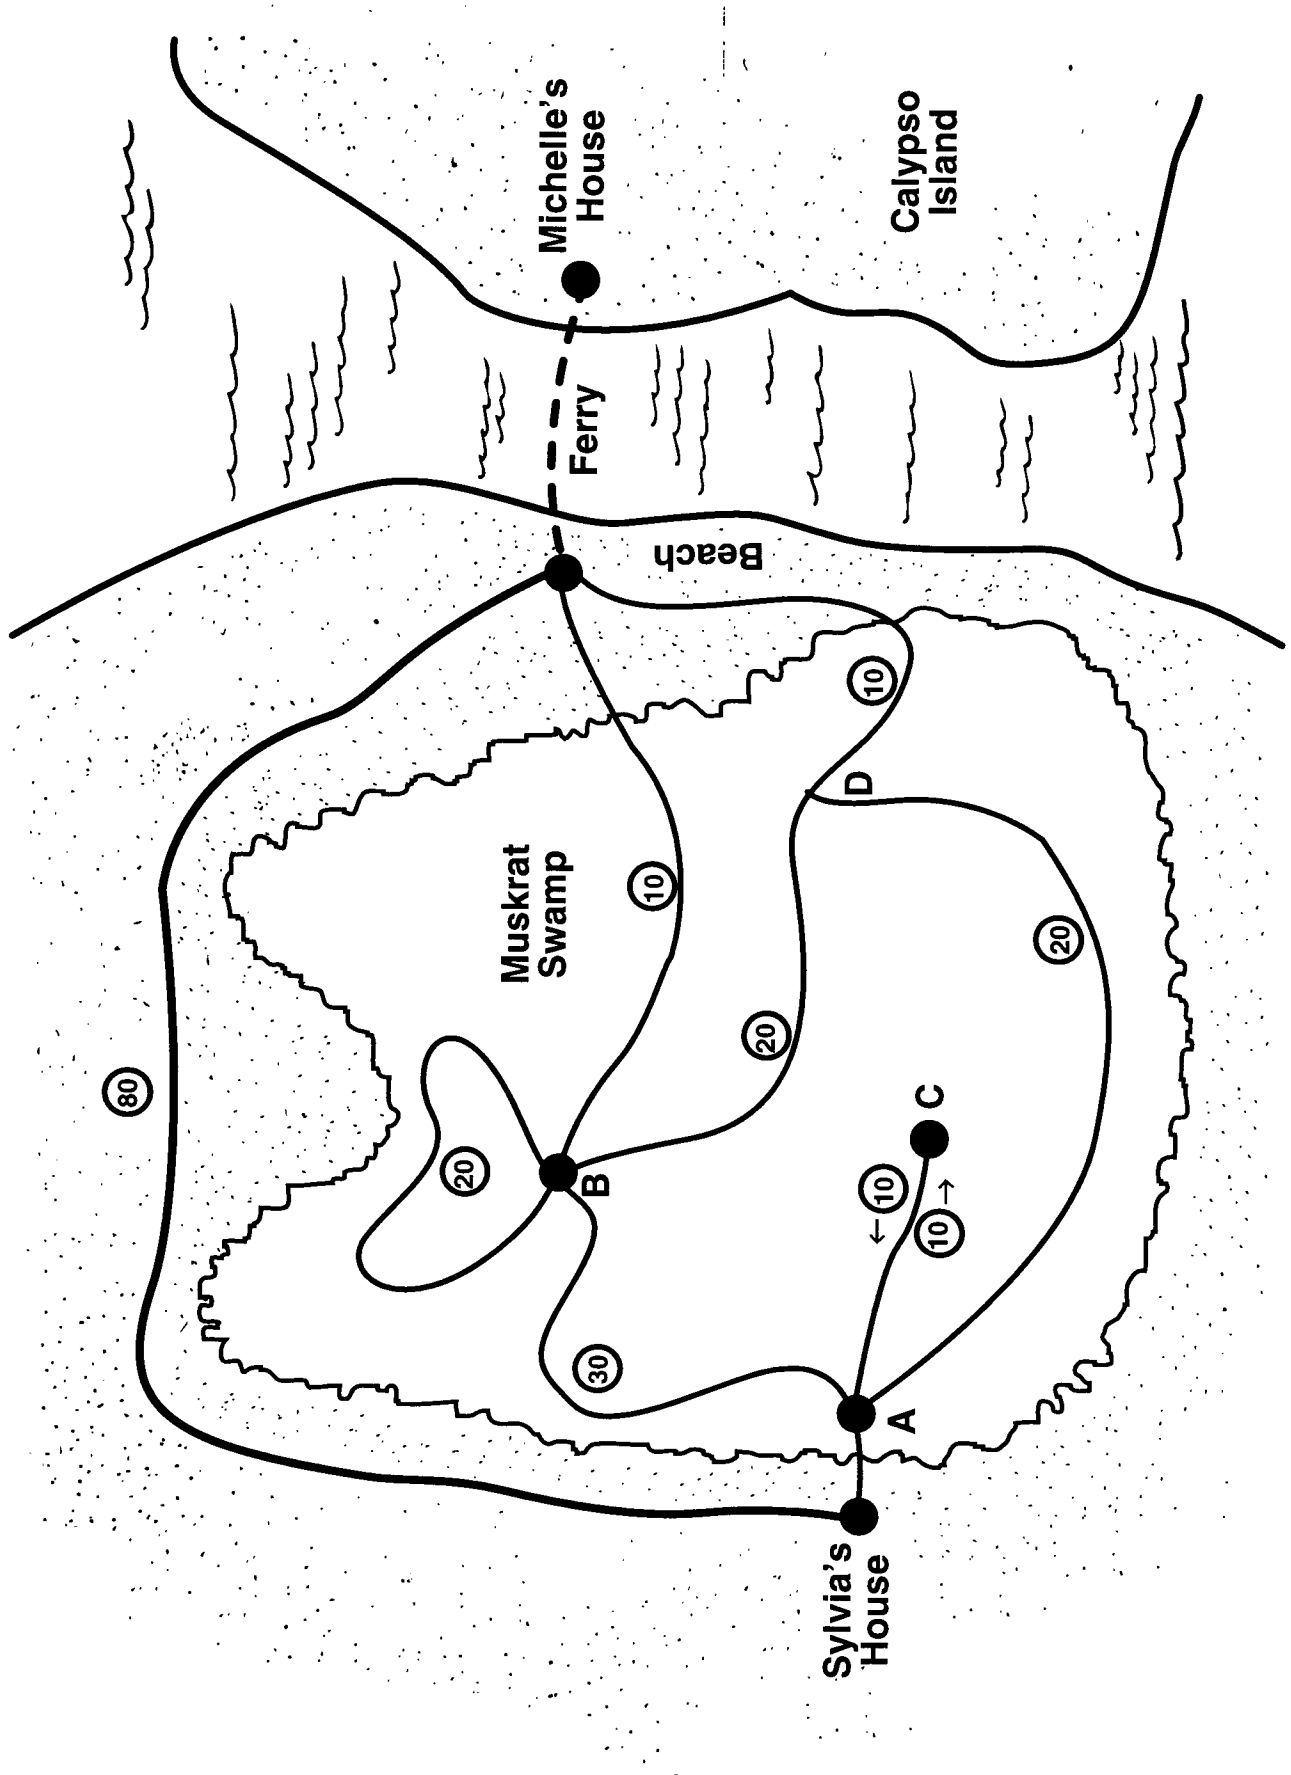 Michelle's
House
Calypso
Island
Ferry
Beach
Muskrat
Swamp
80
10
10
D
20
20
20
B
C
10
←
10
→
30
A
Sylvia's
House